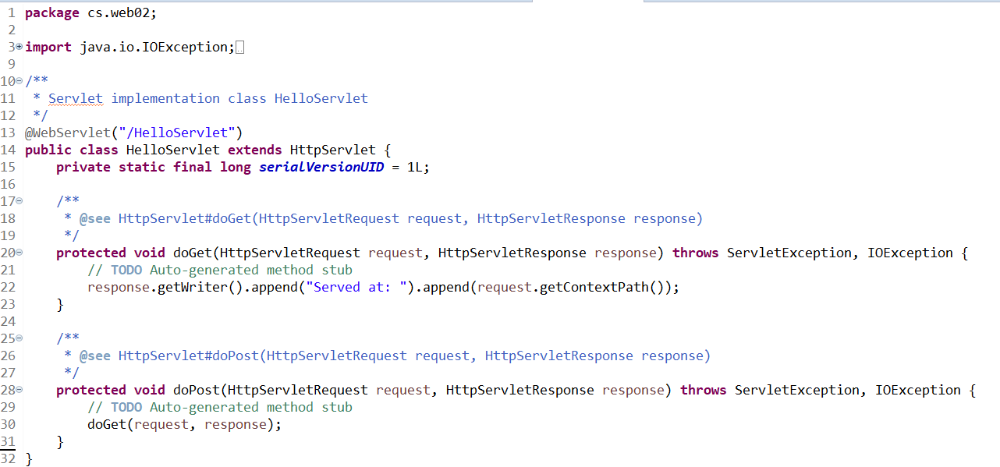 1 package cs.web02;
2
3 import java.io.IOException;
9
10 /**
11  * Servlet implementation class HelloServlet
12  */
13 @WebServlet("/HelloServlet")
14 public class HelloServlet extends HttpServlet {
15     private static final long serialVersionUID = 1L;
16
17     /**
18      * @see HttpServlet#doGet(HttpServletRequest request, HttpServletResponse response)
19      */
20     protected void doGet(HttpServletRequest request, HttpServletResponse response) throws ServletException, IOException {
21         // TODO Auto-generated method stub
22         response.getWriter().append("Served at: ").append(request.getContextPath());
23     }
24
25     /**
26      * @see HttpServlet#doPost(HttpServletRequest request, HttpServletResponse response)
27      */
28     protected void doPost(HttpServletRequest request, HttpServletResponse response) throws ServletException, IOException {
29         // TODO Auto-generated method stub
30         doGet(request, response);
31     }
32 }